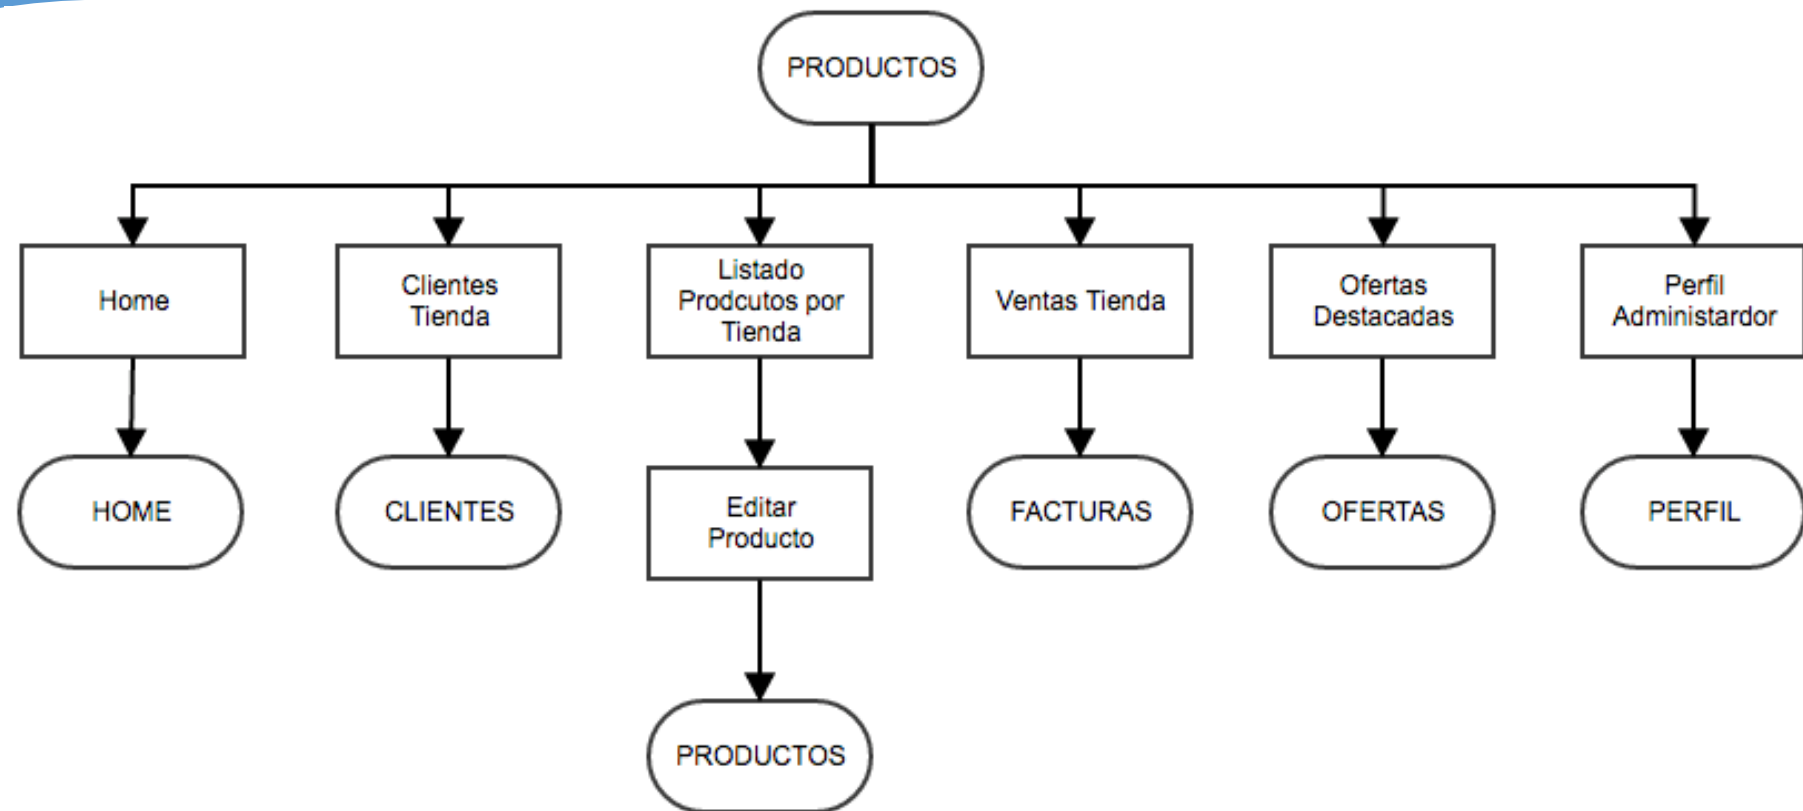 PRODUCTOS
Home
Clientes
Tienda
Listado
Prodcutos por
Tienda
Ventas Tienda
Ofertas
Destacadas
Perfil
Administardor
HOME
CLIENTES
Editar
Producto
FACTURAS
OFERTAS
PERFIL
PRODUCTOS